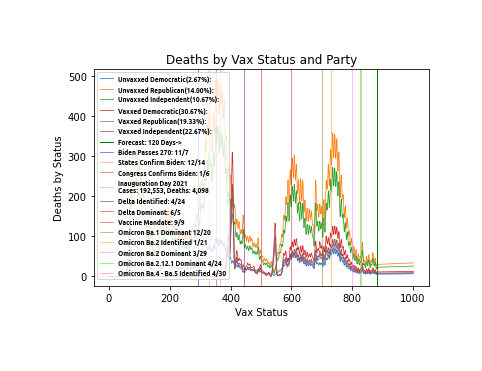 Deaths by Vax Status and Party
Deaths by Status
500
400
300
200
100
0
Unvaxxed Democratic(2.67%):
Unvaxxed Republican(14.00%):
Unvaxxed Independent(10.67%):
Vaxxed Democratic(30.67%):
Vaxxed Republican(19.33%):
Vaxxed Independent(22.67%):
Forecast: 120 Days->
Biden Passes 270: 11/7
States Confirm Biden: 12/14
Congress Confirms Biden: 1/6
Inauguration Day 2021
Cases: 192,553, Deaths: 4,098
Delta Identified: 4/24
Delta Dominant: 6/5
Vaccine Mandate: 9/9
Omicron Ba.1 Dominant 12/20
Omicron Ba.2 Identified 1/21
Omicron Ba.2 Dominant 3/29
Omicron Ba.2.12.1 Dominant 4/24
Omicron Ba.4 - Ba.5 Identified 4/30
0 200 400 600 800 1000
Vax Status